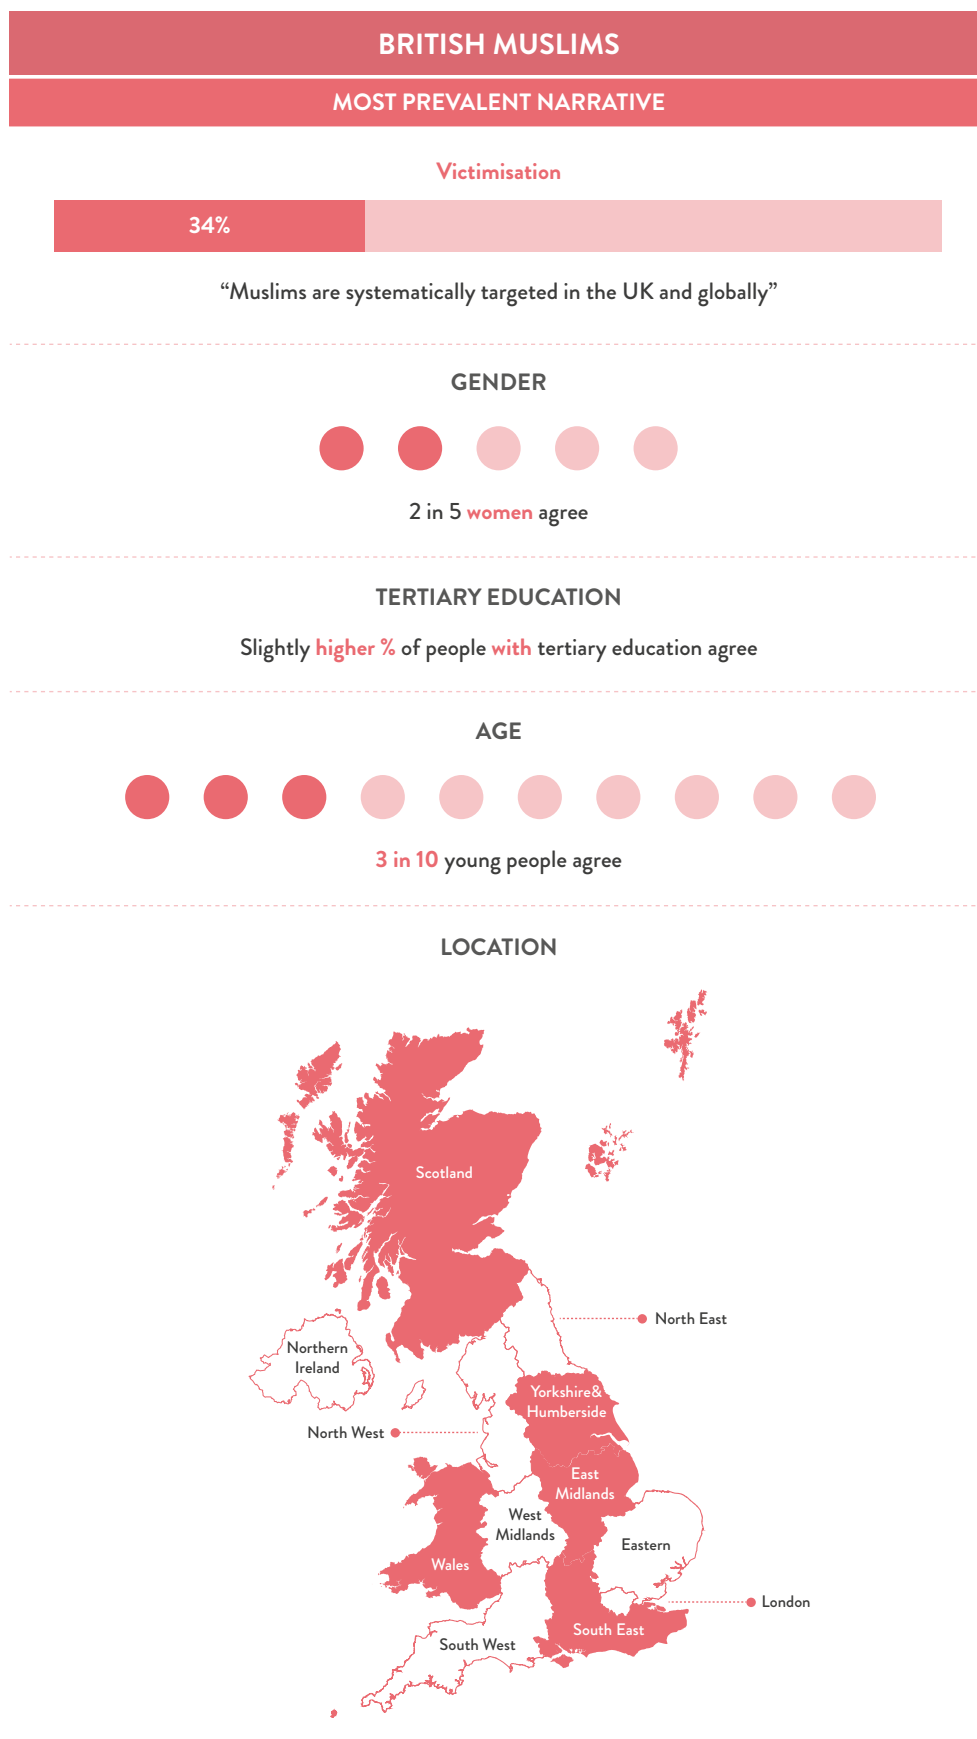 BRITISH MUSLIMS
MOST PREVALENT NARRATIVE
Victimisation
34%
“Muslims are systematically targeted in the UK and globally”
GENDER
2 in 5 women agree
TERTIARY EDUCATION
Slightly higher % of people with tertiary education agree
AGE
3 in 10 young people agree
LOCATION
Scotland
North East
Northern
Ireland
Yorkshire&
Humberside
North West
East
Midlands
West
Midlands
Eastern
Wales
London
South East
South West